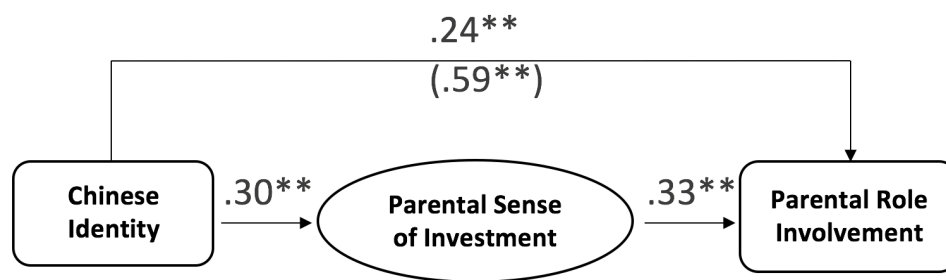 .24**
(.59**)
Chinese
Identity
.30**
Parental Sense
of Investment
.33**
Parental Role
Involvement